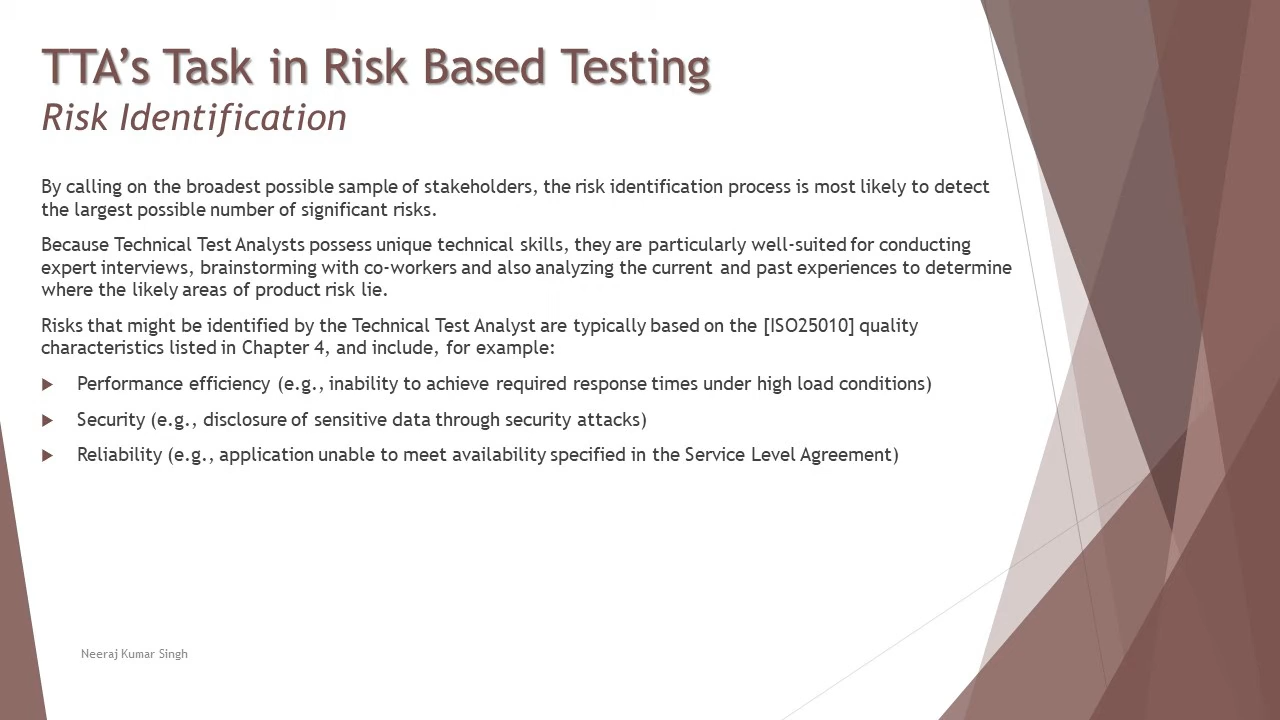 TTA’s Task in Risk Based Testing
Risk Identification
By calling on the broadest possible sample of stakeholders, the risk identification process is most likely to detect
the largest possible number of significant risks.
Because Technical Test Analysts possess unique technical skills, they are particularly well-suited for conducting
expert interviews, brainstorming with co-workers and also analyzing the current and past experiences to determine
where the likely areas of product risk lie.
Risks that might be identified by the Technical Test Analyst are typically based on the [ISO25010] quality
characteristics listed in Chapter 4, and include, for example:
Performance efficiency (e.g., inability to achieve required response times under high load conditions)
Security (e.g., disclosure of sensitive data through security attacks)
Reliability (e.g., application unable to meet availability specified in the Service Level Agreement)
Neeraj Kumar Singh